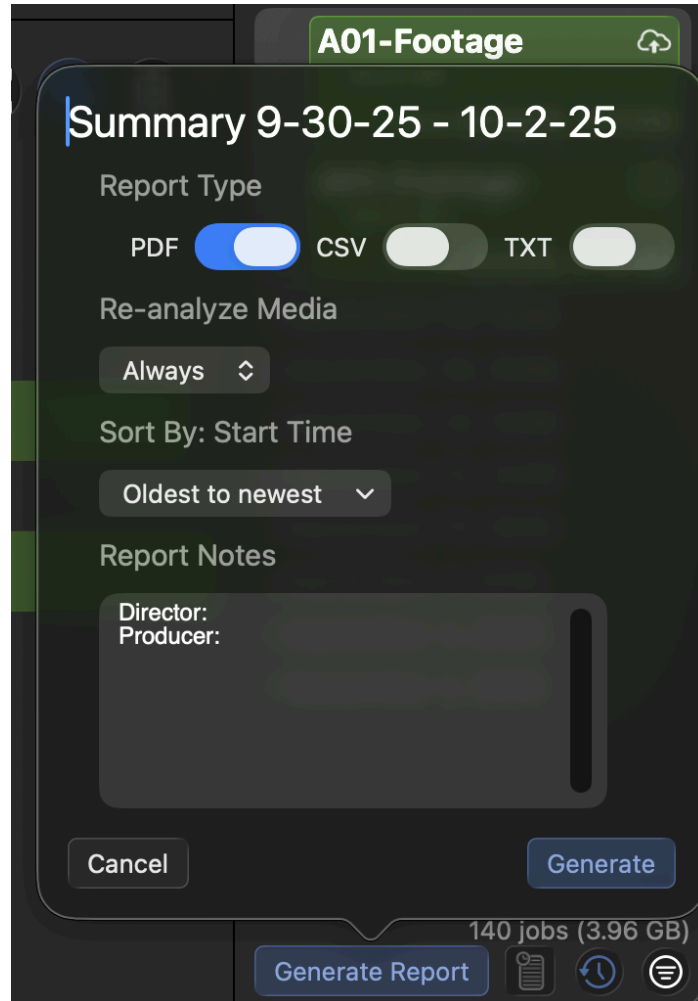 A01-Footage
Summary 9-30-25 - 10-2-25
Report Type
PDF CSV TXT
Re-analyze Media
Always
Sort By: Start Time
Oldest to newest
Report Notes
Director:
Producer:
Cancel Generate
140 jobs (3.96 GB)
Generate Report